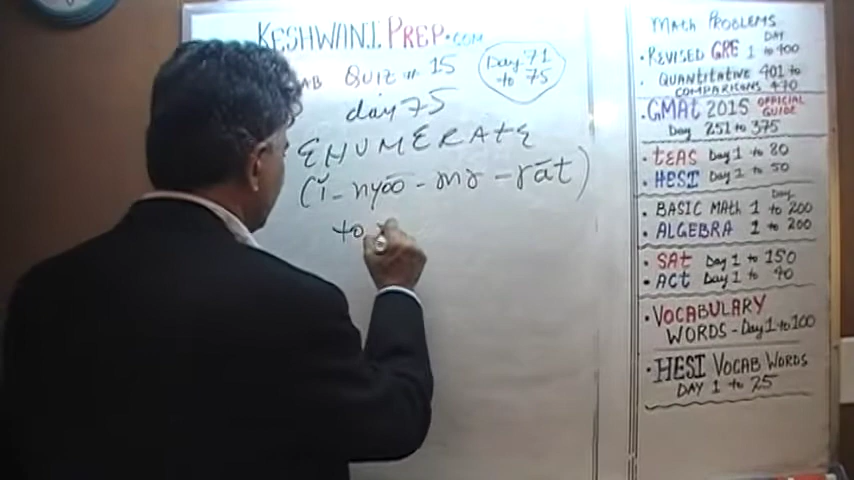 KESHWANI PREP.COM
AB QUIZ # 15
Day 71 to 75
day 75
ENUMERATE
(ĭ-nyoō-mə-rāt)
to
MATH PROBLEMS
DAY
• REVISED GRE 1 to 400
• QUANTITATIVE 401 to
COMPARISONS 470
• GMAT 2015 OFFICIAL GUIDE
Day 251 to 375
• TEAS Day 1 to 80
• HESI Day 1 to 50
Day
• BASIC MATH 1 to 200
• ALGEBRA 1 to 200
• SAt Day 1 to 150
• ACT Day 1 to 40
• VOCABULARY
WORDS - Day 1 to 100
• HESI VOCAB WORDS
DAY 1 to 25